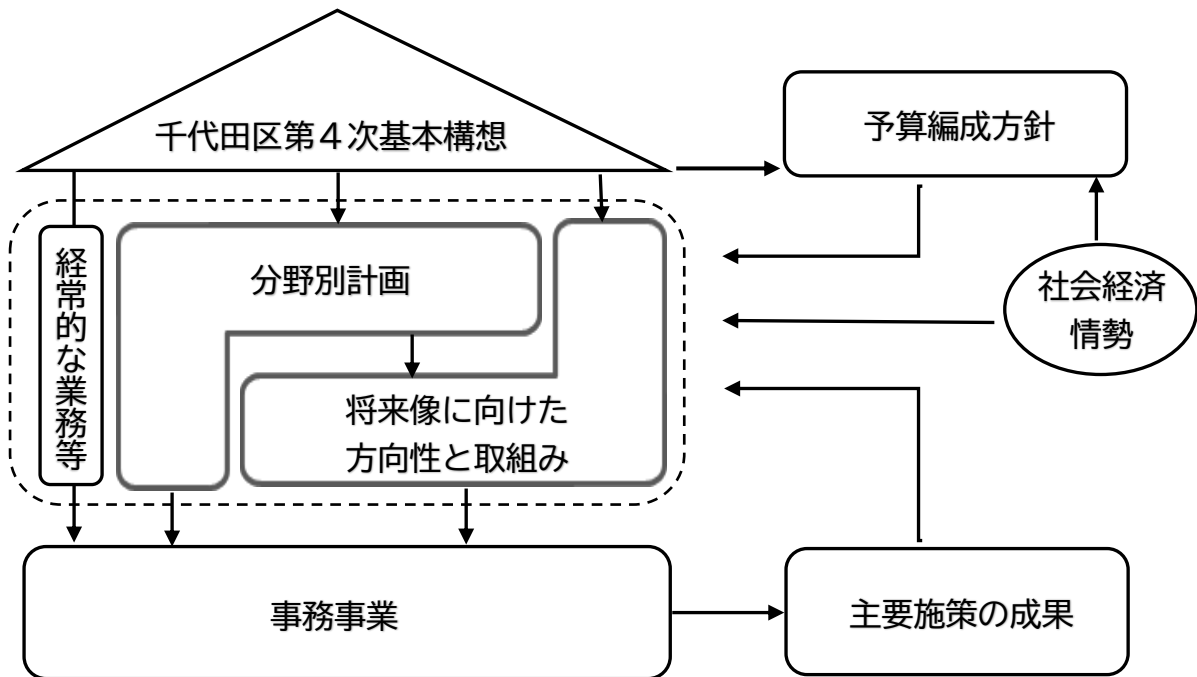 千代田区第４次基本構想
予算編成方針
経常的な業務等
分野別計画
社会経済
情勢
将来像に向けた
方向性と取組み
事務事業
主要施策の成果